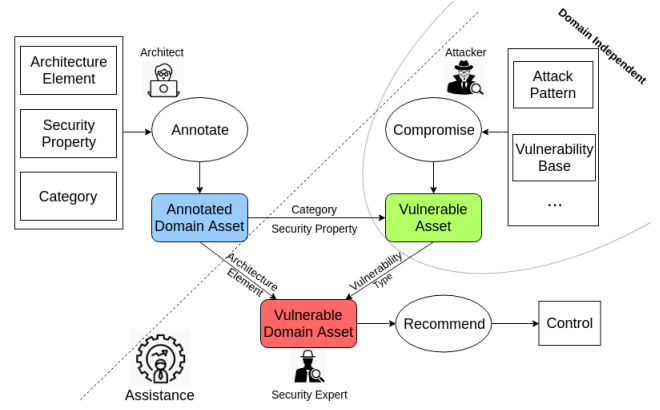 Domain Independent
Architect
Attacker
Architecture
Element
Security
Property
Category
Annotate
Compromise
Attack
Pattern
Vulnerability
Base
...
Annotated
Domain Asset
Category
Security Property
Vulnerable
Asset
Architecture
Element
Vulnerability
Type
Vulnerable
Domain Asset
Recommend
Control
Security Expert
Assistance